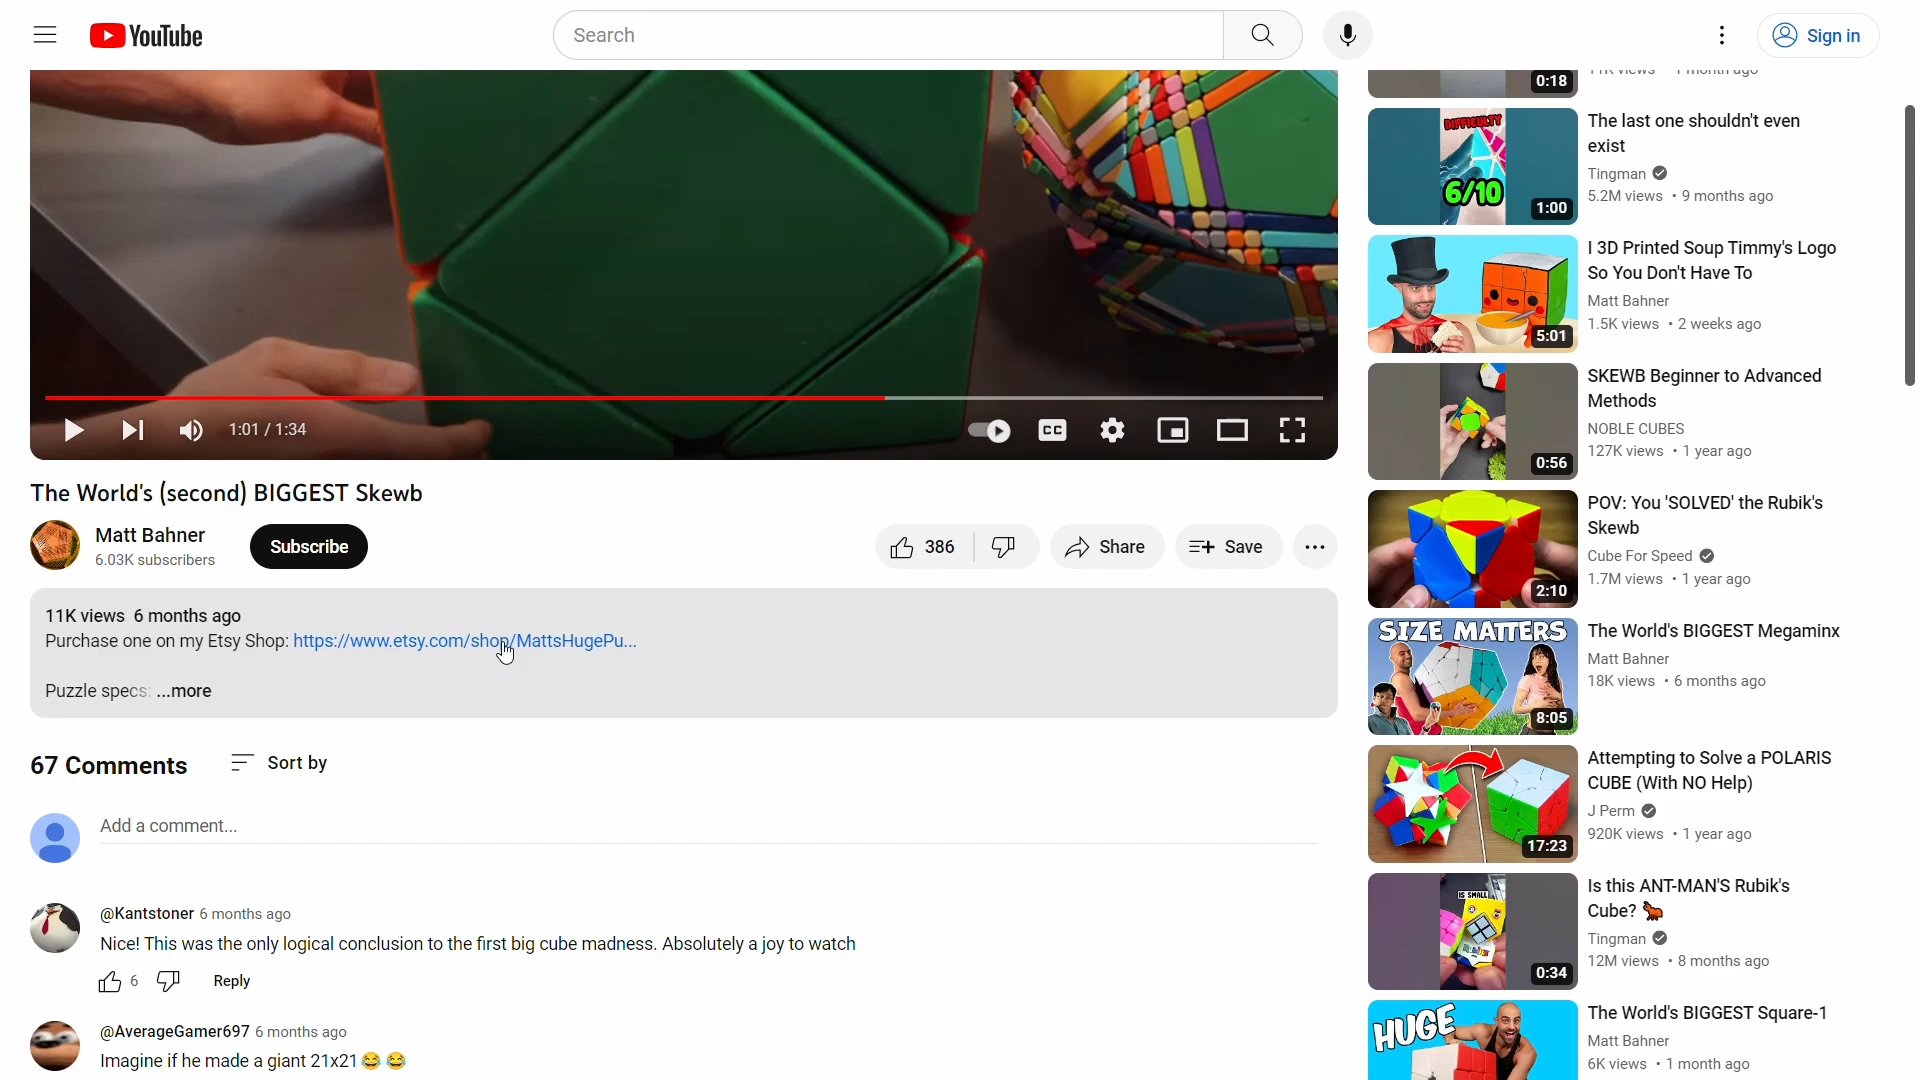 YouTube
Search
Sign in
0:18
DIFFICULTY
6/10
1:00
The last one shouldn't even
exist
Tingman
5.2M views • 9 months ago
5:01
I 3D Printed Soup Timmy's Logo
So You Don't Have To
Matt Bahner
1.5K views • 2 weeks ago
0:56
SKEWB Beginner to Advanced
Methods
NOBLE CUBES
127K views • 1 year ago
2:10
POV: You 'SOLVED' the Rubik's
Skewb
Cube For Speed
1.7M views • 1 year ago
SIZE MATTERS
8:05
The World's BIGGEST Megaminx
Matt Bahner
18K views • 6 months ago
17:23
Attempting to Solve a POLARIS
CUBE (With NO Help)
J Perm
920K views • 1 year ago
IS SMALL
0:34
Is this ANT-MAN'S Rubik's
Cube? 🐜
Tingman
12M views • 8 months ago
HUGE
The World's BIGGEST Square-1
Matt Bahner
6K views • 1 month ago
1:01 / 1:34
CC
The World's (second) BIGGEST Skewb
Matt Bahner
6.03K subscribers
Subscribe
386
Share
Save
11K views 6 months ago
Purchase one on my Etsy Shop: https://www.etsy.com/shop/MattsHugePu...
Puzzle specs: ...more
67 Comments
Sort by
Add a comment...
@Kantstoner 6 months ago
Nice! This was the only logical conclusion to the first big cube madness. Absolutely a joy to watch
6
Reply
@AverageGamer697 6 months ago
Imagine if he made a giant 21x21 😂 😂